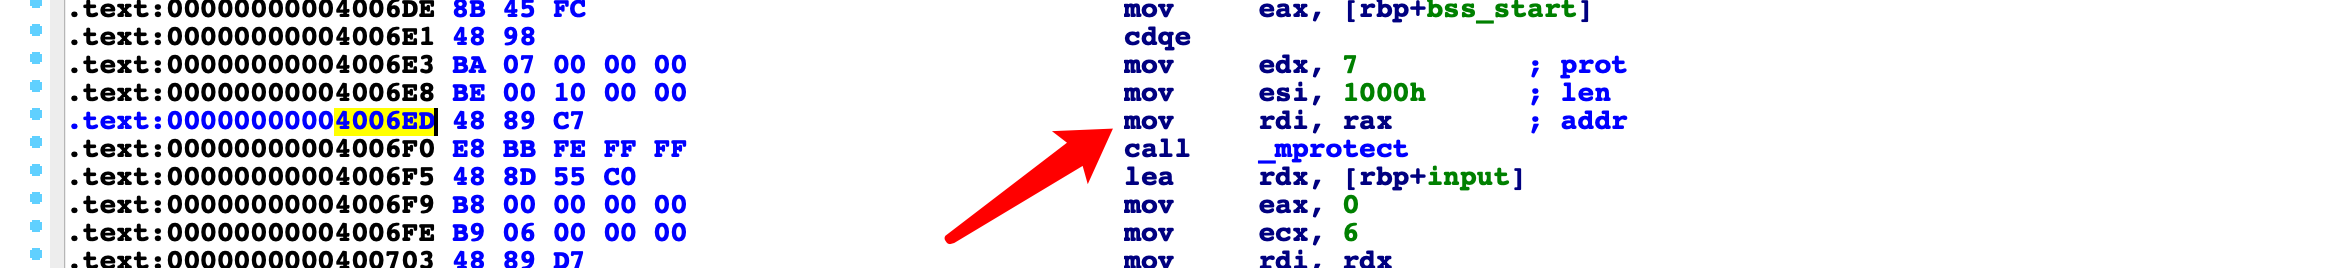 .text:00000000004006DE 8B 45 FC mov eax, [rbp+bss_start]
.text:00000000004006E1 48 98 cdqe
.text:00000000004006E3 BA 07 00 00 00 mov edx, 7 ; prot
.text:00000000004006E8 BE 00 10 00 00 mov esi, 1000h ; len
.text:00000000004006ED 48 89 C7 mov rdi, rax ; addr
.text:00000000004006F0 E8 BB FE FF FF call _mprotect
.text:00000000004006F5 48 8D 55 C0 lea rdx, [rbp+input]
.text:00000000004006F9 B8 00 00 00 00 mov eax, 0
.text:00000000004006FE B9 06 00 00 00 mov ecx, 6
.text:0000000000400703 48 89 D7 mov rdi, rdx